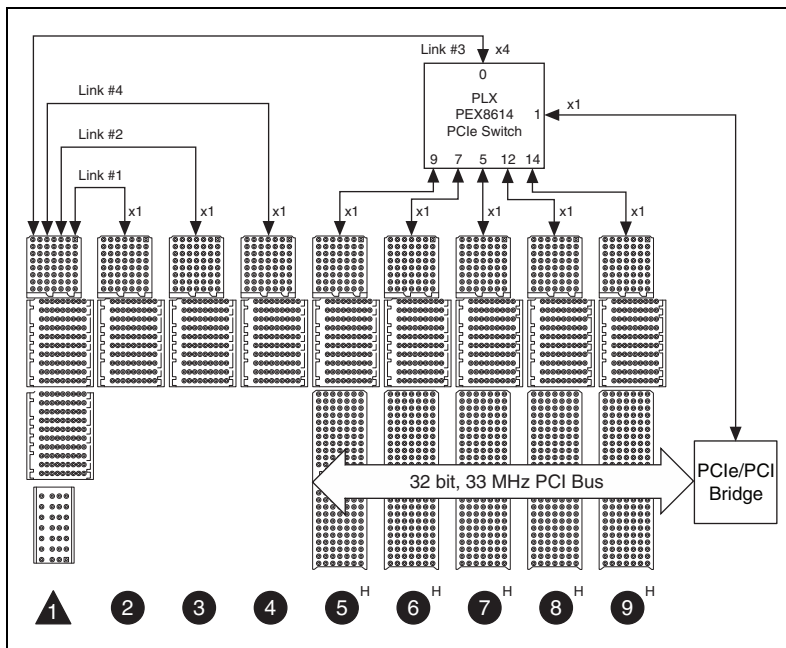 Link #3 x4
0
PLX
PEX8614
PCIe Switch
1
x1
9 7 5 12 14
Link #4
Link #2
Link #1
x1 x1 x1 x1 x1 x1 x1 x1
32 bit, 33 MHz PCI Bus
PCIe/PCI
Bridge
1 2 3 4 5 H 6 H 7 H 8 H 9 H